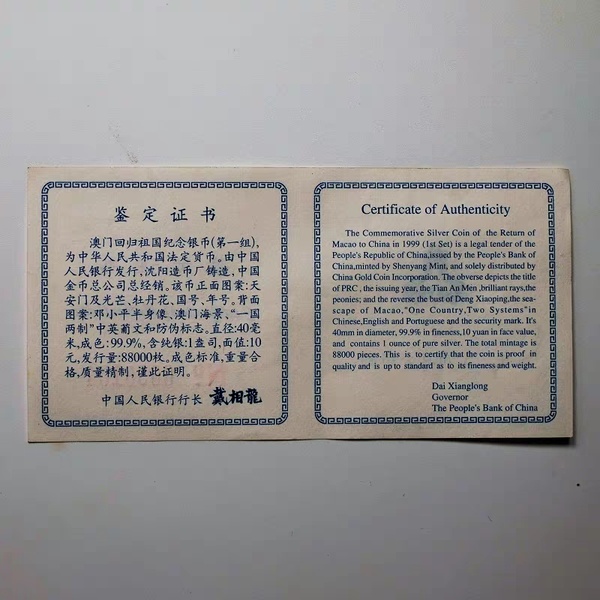 鉴定证书
澳门回归祖国纪念银币(第一组),
为中华人民共和国法定货币。由中国
人民银行发行,沈阳造币厂铸造,中国
金币总公司总经销。该币正面图案:天
安门及光芒、牡丹花、国号、年号。背面
图案:邓小平半身像、澳门海景、“一国
两制”中英葡文和防伪标志。直径:40毫
米,成色:99.9%、含纯银:1盎司,面值:10
元,发行量:88000枚。成色标准,重量合
格,质量精制,谨此证明。
中国人民银行行长 戴相龍
Certificate of Authenticity
The Commemorative Silver Coin of the Return of
Macao to China in 1999 (1st Set) is a legal tender of the
People's Republic of China,issued by the People's Bank of
China,minted by Shenyang Mint, and solely distributed by
China Gold Coin Incorporation. The obverse depicts the title
of PRC , the issuing year, the Tian An Men ,brilliant rays,the
peonies; and the reverse the bust of Deng Xiaoping,the sea-
scape of Macao,"One Country,Two Systems"in
Chinese,English and Portuguese and the security mark. It's
40mm in diameter, 99.9% in fineness,10 yuan in face value,
and contains 1 ounce of pure silver. The total mintage is
88000 pieces. This is to certify that the coin is proof in
quality and is up to standard as to its fineness and weight.
Dai Xianglong
Governor
The People's Bank of China